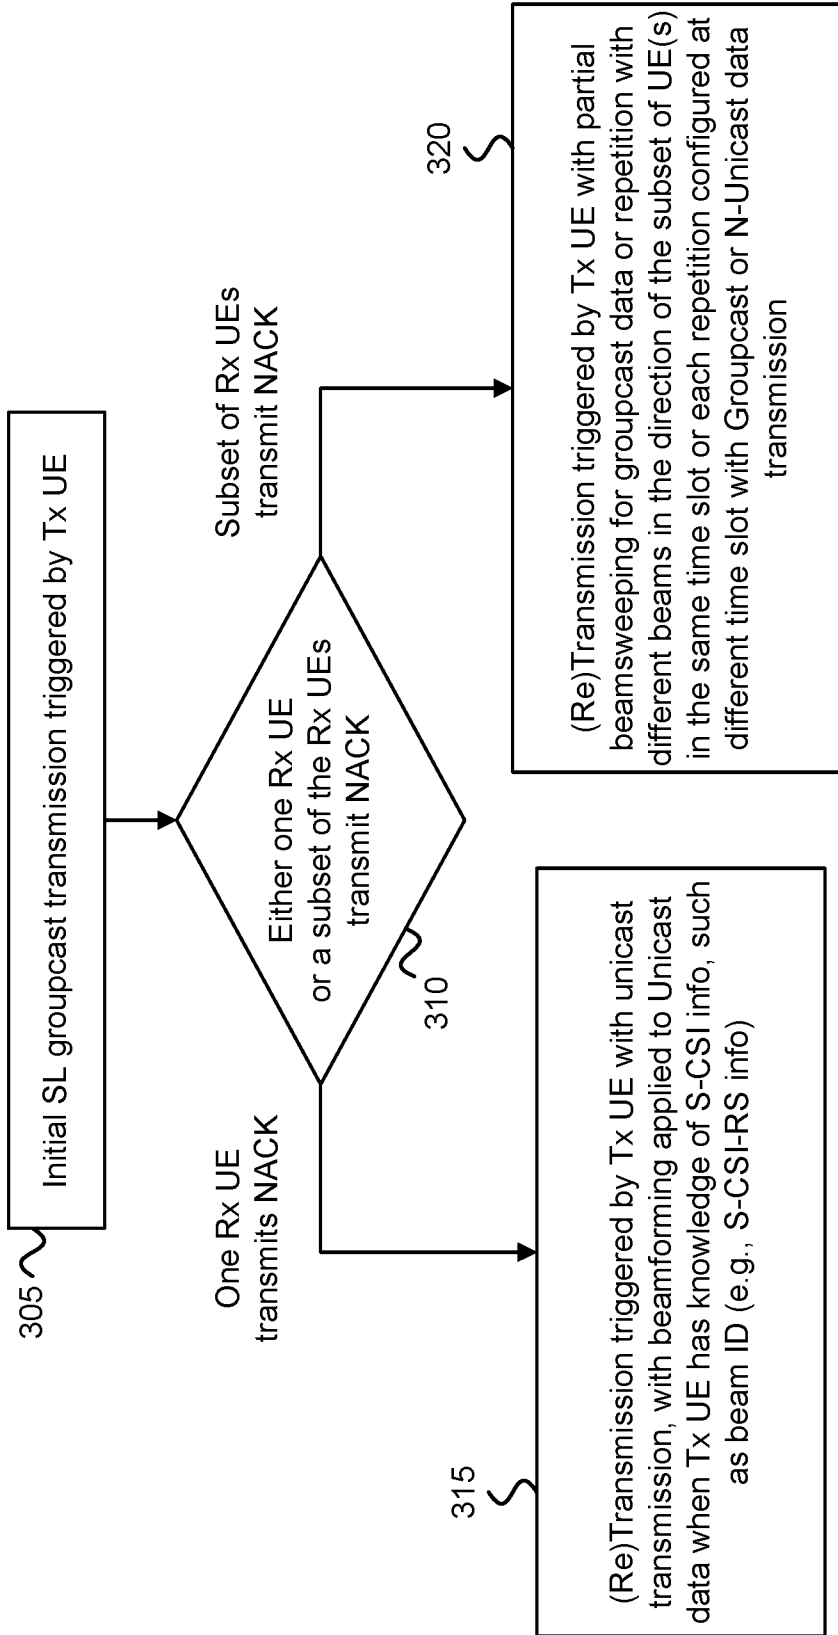 305
Initial SL groupcast transmission triggered by Tx UE
Either one Rx UE
or a subset of the Rx UEs
transmit NACK
310
One Rx UE
transmits NACK
Subset of Rx UEs
transmit NACK
315
(Re)Transmission triggered by Tx UE with unicast
transmission, with beamforming applied to Unicast
data when Tx UE has knowledge of S-CSI info, such
as beam ID (e.g., S-CSI-RS info)
320
(Re)Transmission triggered by Tx UE with partial
beamsweeping for groupcast data or repetition with
different beams in the direction of the subset of UE(s)
in the same time slot or each repetition configured at
different time slot with Groupcast or N-Unicast data
transmission